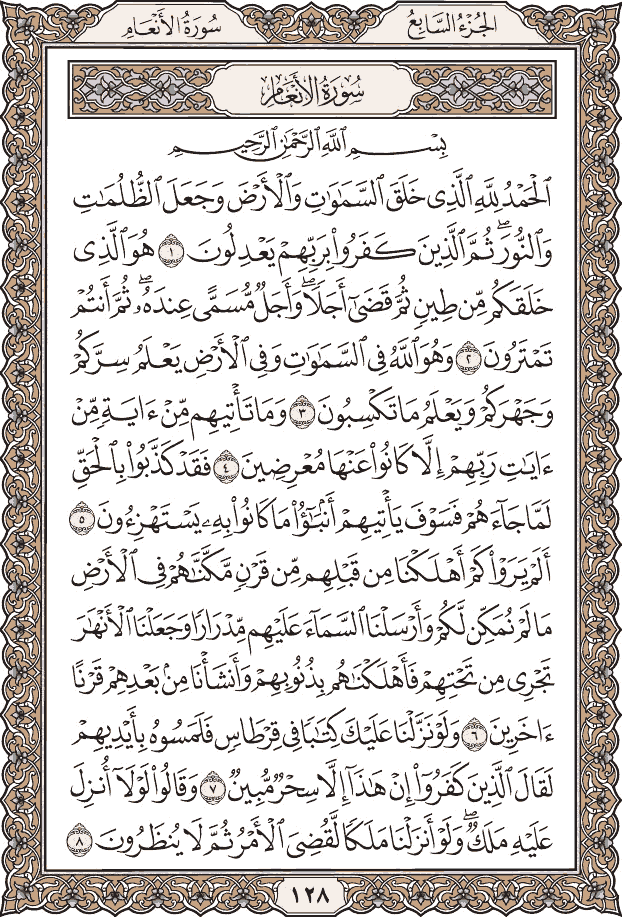 الجُزْءُ السَّابِعُ
سُورَةُ الأَنْعَامِ
سُورَةُ الأَنْعَامِ
بِسْمِ ٱللَّهِ ٱلرَّحْمَٰنِ ٱلرَّحِيمِ
ٱلْحَمْدُ لِلَّهِ ٱلَّذِى خَلَقَ ٱلسَّمَٰوَٰتِ وَٱلْأَرْضَ وَجَعَلَ ٱلظُّلُمَٰتِ
وَٱلنُّورَ ۖ ثُمَّ ٱلَّذِينَ كَفَرُوا۟ بِرَبِّهِمْ يَعْدِلُونَ ١ هُوَ ٱلَّذِى
خَلَقَكُم مِّن طِينٍ ثُمَّ قَضَىٰٓ أَجَلًا ۖ وَأَجَلٌ مُّسَمًّى عِندَهُۥ ۖ ثُمَّ أَنتُمْ
تَمْتَرُونَ ٢ وَهُوَ ٱللَّهُ فِى ٱلسَّمَٰوَٰتِ وَفِى ٱلْأَرْضِ يَعْلَمُ سِرَّكُمْ
وَجَهْرَكُمْ وَيَعْلَمُ مَا تَكْسِبُونَ ٣ وَمَا تَأْتِيهِم مِّنْ ءَايَةٍ مِّنْ
ءَايَٰتِ رَبِّهِمْ إِلَّا كَانُوا۟ عَنْهَا مُعْرِضِينَ ٤ فَقَدْ كَذَّبُوا۟ بِٱلْحَقِّ
لَمَّا جَآءَهُمْ فَسَوْفَ يَأْتِيهِمْ أَنۢبَٰٓؤُا۟ مَا كَانُوا۟ بِهِۦ يَسْتَهْزِءُونَ ٥
أَلَمْ يَرَوْا۟ كَمْ أَهْلَكْنَا مِن قَبْلِهِم مِّن قَرْنٍ مَّكَّنَّٰهُمْ فِى ٱلْأَرْضِ
مَا لَمْ نُمَكِّن لَّكُمْ وَأَرْسَلْنَا ٱلسَّمَآءَ عَلَيْهِم مِّدْرَارًا وَجَعَلْنَا ٱلْأَنْهَٰرَ
تَجْرِى مِن تَحْتِهِمْ فَأَهْلَكْنَٰهُم بِذُنُوبِهِمْ وَأَنشَأْنَا مِنۢ بَعْدِهِمْ قَرْنًا
ءَاخَرِينَ ٦ وَلَوْ نَزَّلْنَا عَلَيْكَ كِتَٰبًا فِى قِرْطَاسٍ فَلَمَسُوهُ بِأَيْدِيهِمْ
لَقَالَ ٱلَّذِينَ كَفَرُوٓا۟ إِنْ هَٰذَآ إِلَّا سِحْرٌ مُّبِينٌ ٧ وَقَالُوا۟ لَوْلَآ أُنزِلَ
عَلَيْهِ مَلَكٌ ۖ وَلَوْ أَنزَلْنَا مَلَكًا لَّقُضِىَ ٱلْأَمْرُ ثُمَّ لَا يُنظَرُونَ ٨
١٢٨